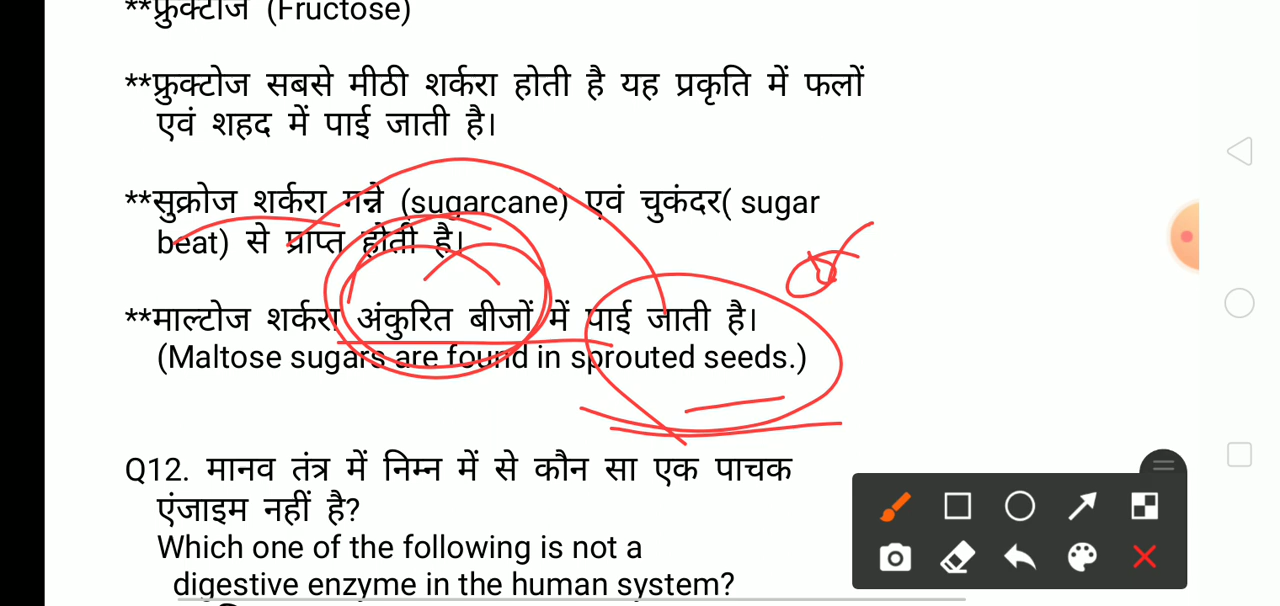 **फ्रुक्टोज (Fructose)
**फ्रुक्टोज सबसे मीठी शर्करा होती है यह प्रकृति में फलों
एवं शहद में पाई जाती है।
**सुक्रोज शर्करा गन्ने (sugarcane) एवं चुकंदर( sugar
beat) से प्राप्त होती है।
**माल्टोज शर्करा अंकुरित बीजों में पाई जाती है।
(Maltose sugars are found in sprouted seeds.)
Q12. मानव तंत्र में निम्न में से कौन सा एक पाचक
एंजाइम नहीं है?
Which one of the following is not a
digestive enzyme in the human system?